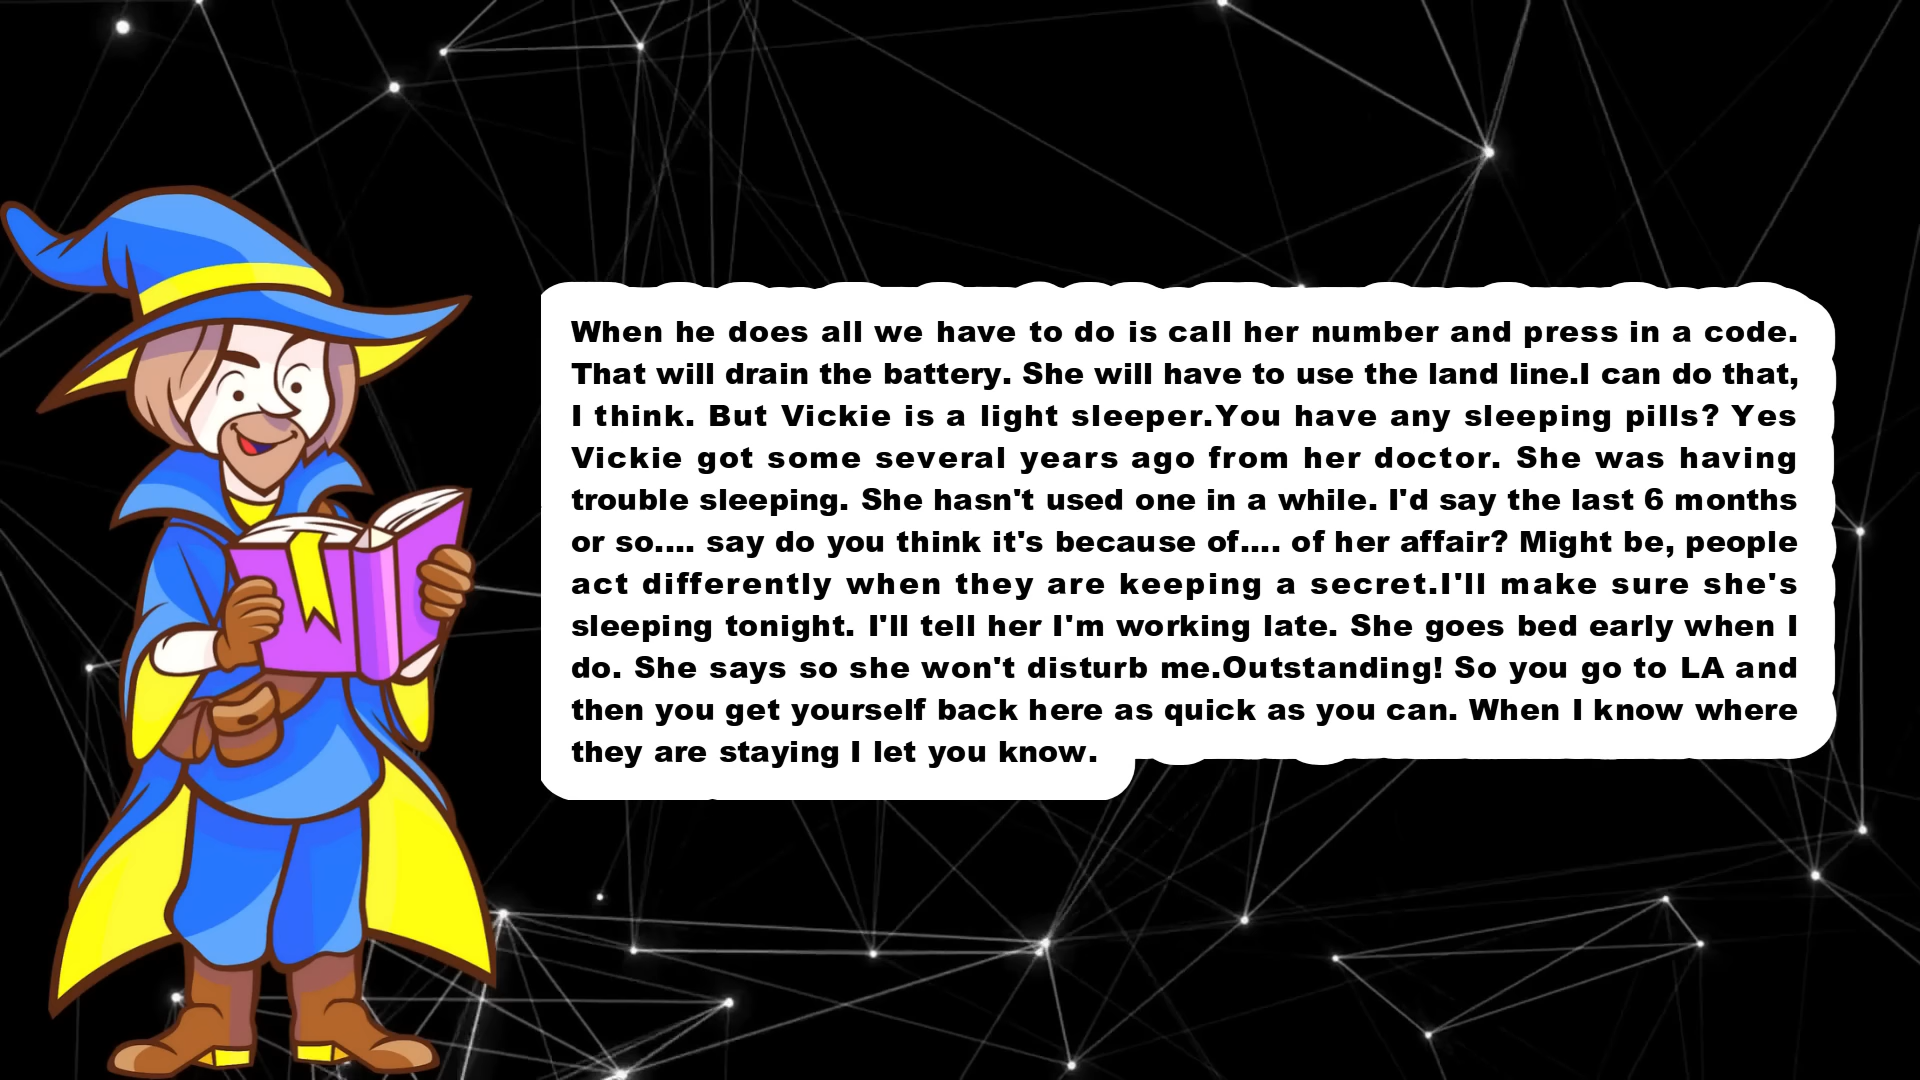 When he does all we have to do is call her number and press in a code.
That will drain the battery. She will have to use the land line.I can do that,
I think. But Vickie is a light sleeper.You have any sleeping pills? Yes
Vickie got some several years ago from her doctor. She was having
trouble sleeping. She hasn't used one in a while. I'd say the last 6 months
or so.... say do you think it's because of.... of her affair? Might be, people
act differently when they are keeping a secret.I'll make sure she's
sleeping tonight. I'll tell her I'm working late. She goes bed early when I
do. She says so she won't disturb me.Outstanding! So you go to LA and
then you get yourself back here as quick as you can. When I know where
they are staying I let you know.